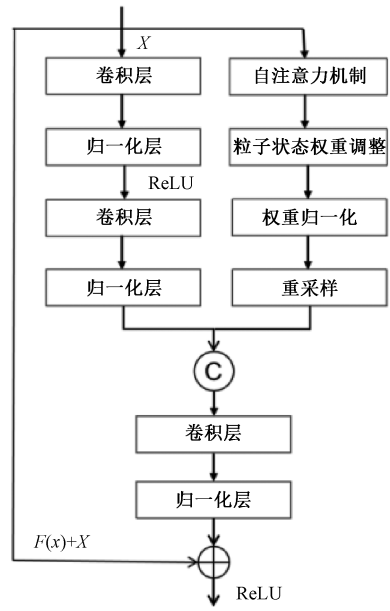 X
卷积层
自注意力机制
归一化层
粒子状态权重调整
ReLU
卷积层
权重归一化
归一化层
重采样
C
卷积层
归一化层
F(x)+X
ReLU